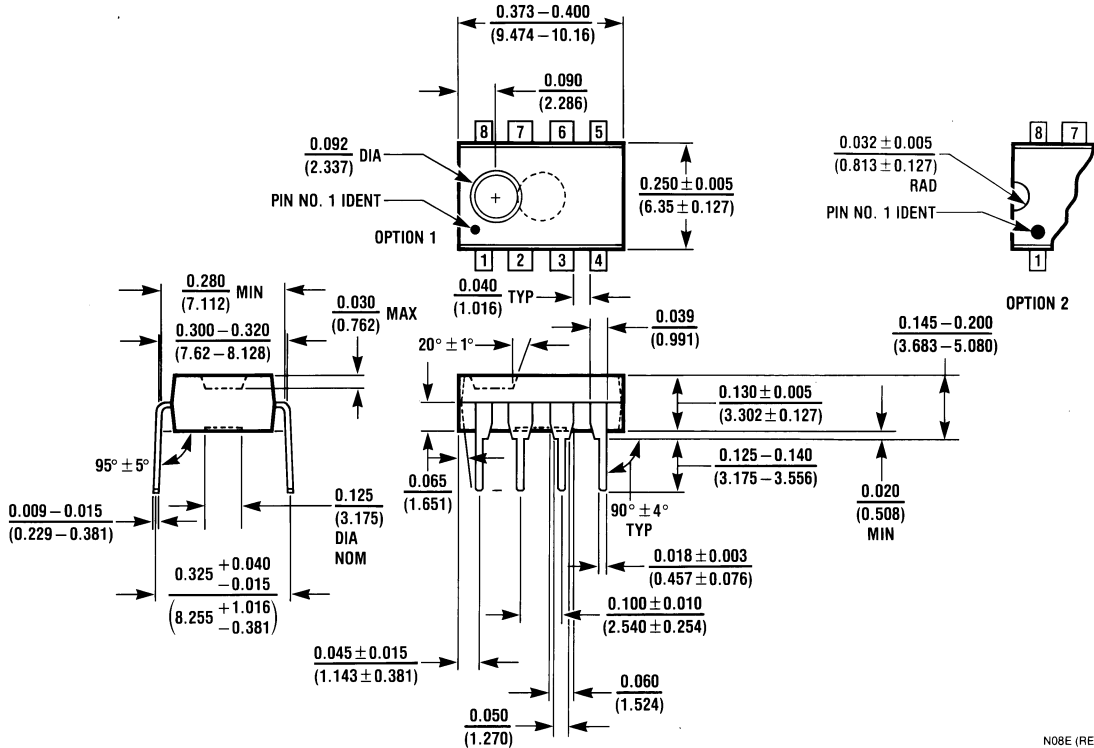 0.373 – 0.400
(9.474 – 10.16)
0.090
(2.286)
8 7 6 5
0.092 DIA
(2.337)
PIN NO. 1 IDENT
OPTION 1
1 2 3 4
0.250 ± 0.005
(6.35 ± 0.127)
8 7
0.032 ± 0.005
(0.813 ± 0.127)
RAD
PIN NO. 1 IDENT
1
OPTION 2
0.280 MIN
(7.112)
0.300 – 0.320
(7.62 – 8.128)
0.030 MAX
(0.762)
0.040 TYP
(1.016)
0.039
(0.991)
20° ± 1°
0.145 – 0.200
(3.683 – 5.080)
0.130 ± 0.005
(3.302 ± 0.127)
0.125 – 0.140
(3.175 – 3.556)
0.020
(0.508)
MIN
95° ± 5°
0.009 – 0.015
(0.229 – 0.381)
0.125
(3.175)
DIA
NOM
0.065
(1.651)
90° ± 4°
TYP
0.018 ± 0.003
(0.457 ± 0.076)
0.325 +0.040
–0.015
(8.255 +1.016
–0.381)
0.100 ± 0.010
(2.540 ± 0.254)
0.045 ± 0.015
(1.143 ± 0.381)
0.060
(1.524)
0.050
(1.270)
N08E (RE